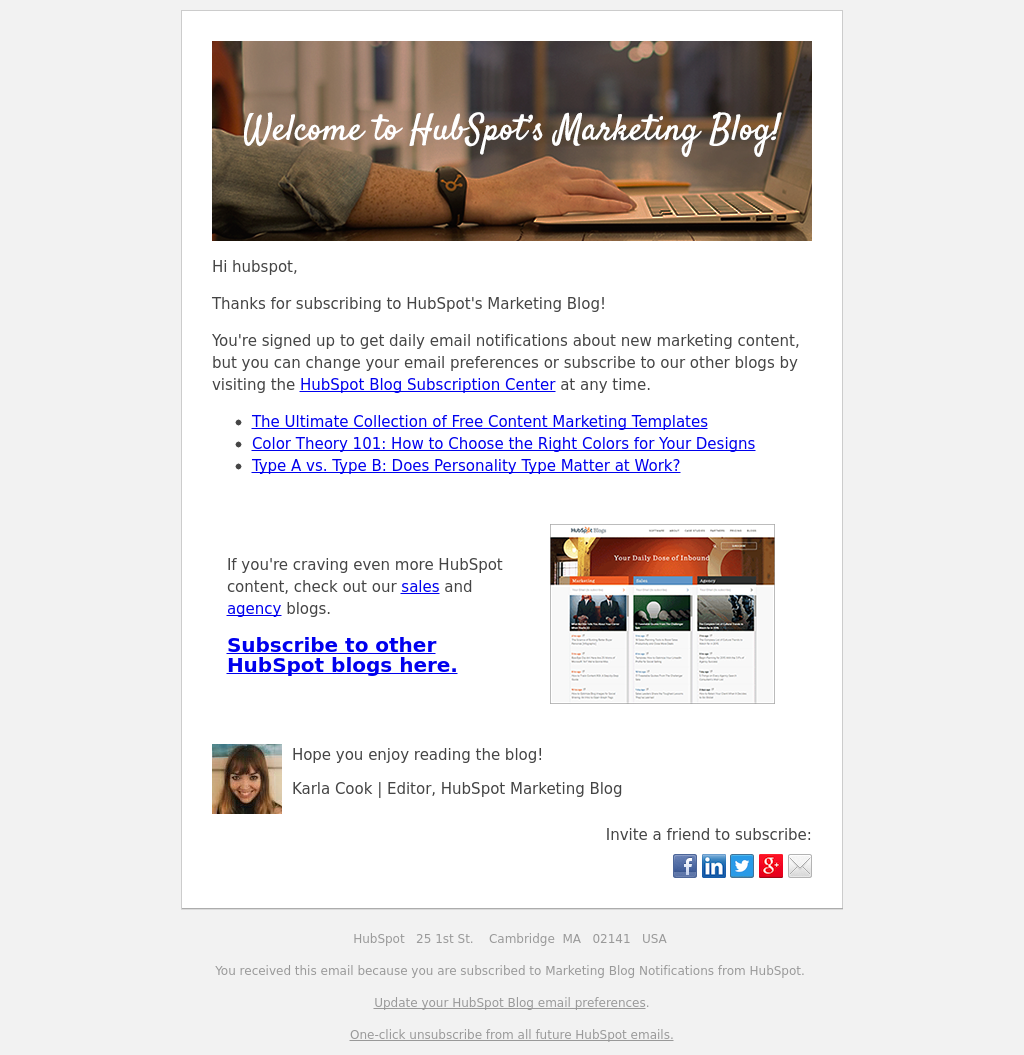 Welcome to HubSpot's Marketing Blog!
Hi hubspot,
Thanks for subscribing to HubSpot's Marketing Blog!
You're signed up to get daily email notifications about new marketing content,
but you can change your email preferences or subscribe to our other blogs by
visiting the HubSpot Blog Subscription Center at any time.
The Ultimate Collection of Free Content Marketing Templates
Color Theory 101: How to Choose the Right Colors for Your Designs
Type A vs. Type B: Does Personality Type Matter at Work?
If you're craving even more HubSpot
content, check out our sales and
agency blogs.
Subscribe to other
HubSpot blogs here.
HubSpot Blogs
Your Daily Dose of Inbound
Marketing Sales Agency
Hope you enjoy reading the blog!
Karla Cook | Editor, HubSpot Marketing Blog
Invite a friend to subscribe:
HubSpot 25 1st St. Cambridge MA 02141 USA
You received this email because you are subscribed to Marketing Blog Notifications from HubSpot.
Update your HubSpot Blog email preferences.
One-click unsubscribe from all future HubSpot emails.